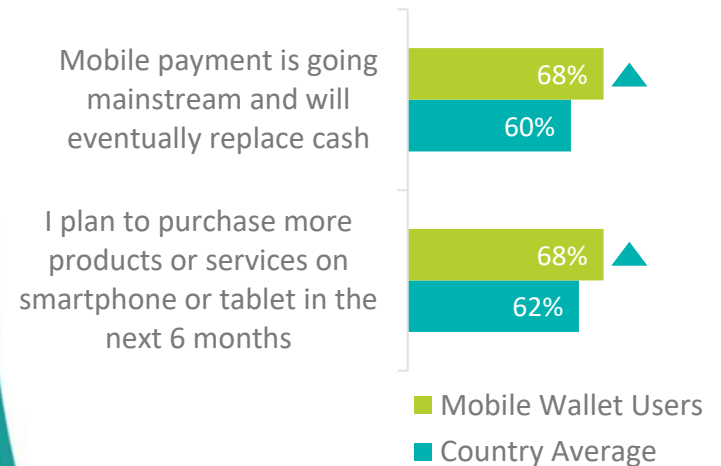 Mobile payment is going
mainstream and will
eventually replace cash
68%
60%
I plan to purchase more
products or services on
smartphone or tablet in the
next 6 months
68%
62%
Mobile Wallet Users
Country Average